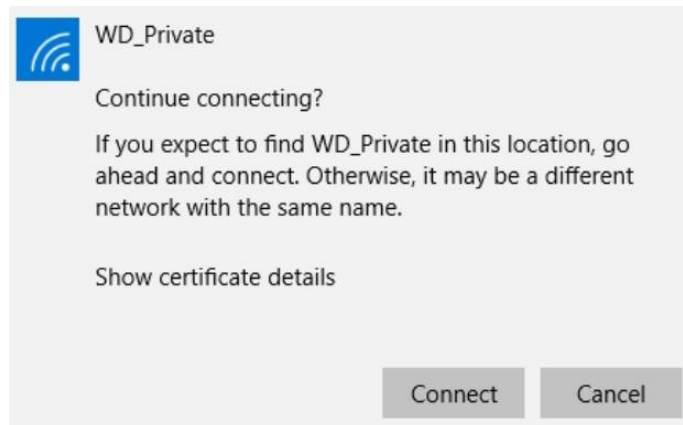 WD_Private
Continue connecting?
If you expect to find WD_Private in this location, go
ahead and connect. Otherwise, it may be a different
network with the same name.
Show certificate details
Connect Cancel